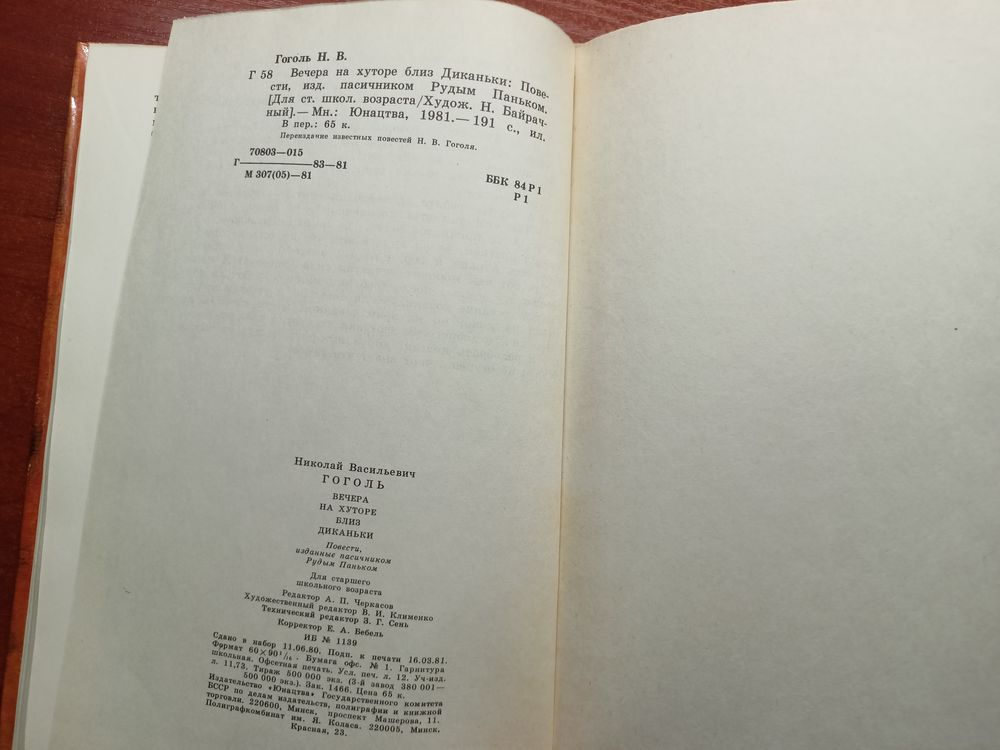 Гоголь Н. В.
Г 58 Вечера на хуторе близ Диканьки: Пове-
сти, изд. пасичником Рудым Паньком.
[Для ст. школ. возраста/Худож. Н. Байрач-
ный].— Мн.: Юнацтва, 1981.— 191 с., ил.
В пер.: 65 к.
Переиздание известных повестей Н. В. Гоголя.
70803—015
Г————83—81
М 307(05)—81
ББК 84 Р 1
Р 1
Николай Васильевич
ГОГОЛЬ
ВЕЧЕРА
НА ХУТОРЕ
БЛИЗ
ДИКАНЬКИ
Повести,
изданные пасичником
Рудым Паньком
Для старшего
школьного возраста
Редактор А. П. Черкасов
Художественный редактор В. И. Клименко
Технический редактор З. Г. Сень
Корректор Е. А. Бебель
ИБ № 1139
Сдано в набор 11.06.80. Подп. к печати 16.03.81.
Формат 60×90 1/16. Бумага офс. № 1. Гарнитура
школьная. Офсетная печать. Усл. печ. л. 12. Уч-изд.
л. 11,73. Тираж 500 000 экз. (3-й завод 380 001—
500 000 экз.). Зак. 1466. Цена 65 к.
Издательство «Юнацтва» Государственного комитета
БССР по делам издательств, полиграфии и книжной
торговли. 220600, Минск, проспект Машерова, 11.
Полиграфкомбинат им. Я. Коласа. 220005, Минск,
Красная, 23.